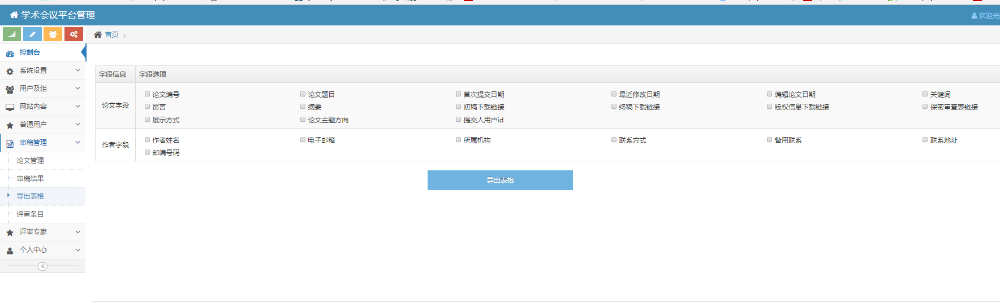 学术会议平台管理
欢迎光
首页
控制台
系统设置
用户及组
网站内容
普通用户
审稿管理
论文管理
审稿结果
导出表格
评审条目
评审专家
个人中心
字段信息 字段选项
论文字段
论文编号 论文题目 首次提交日期 最近修改日期 编辑论文日期 关键词
留言 摘要 初稿下载链接 终稿下载链接 版权信息下载链接 保密审查表链接
展示方式 论文主题方向 提交人用户id
作者字段
作者姓名 电子邮箱 所属机构 联系方式 备用联系 联系地址
邮编号码
导出表格